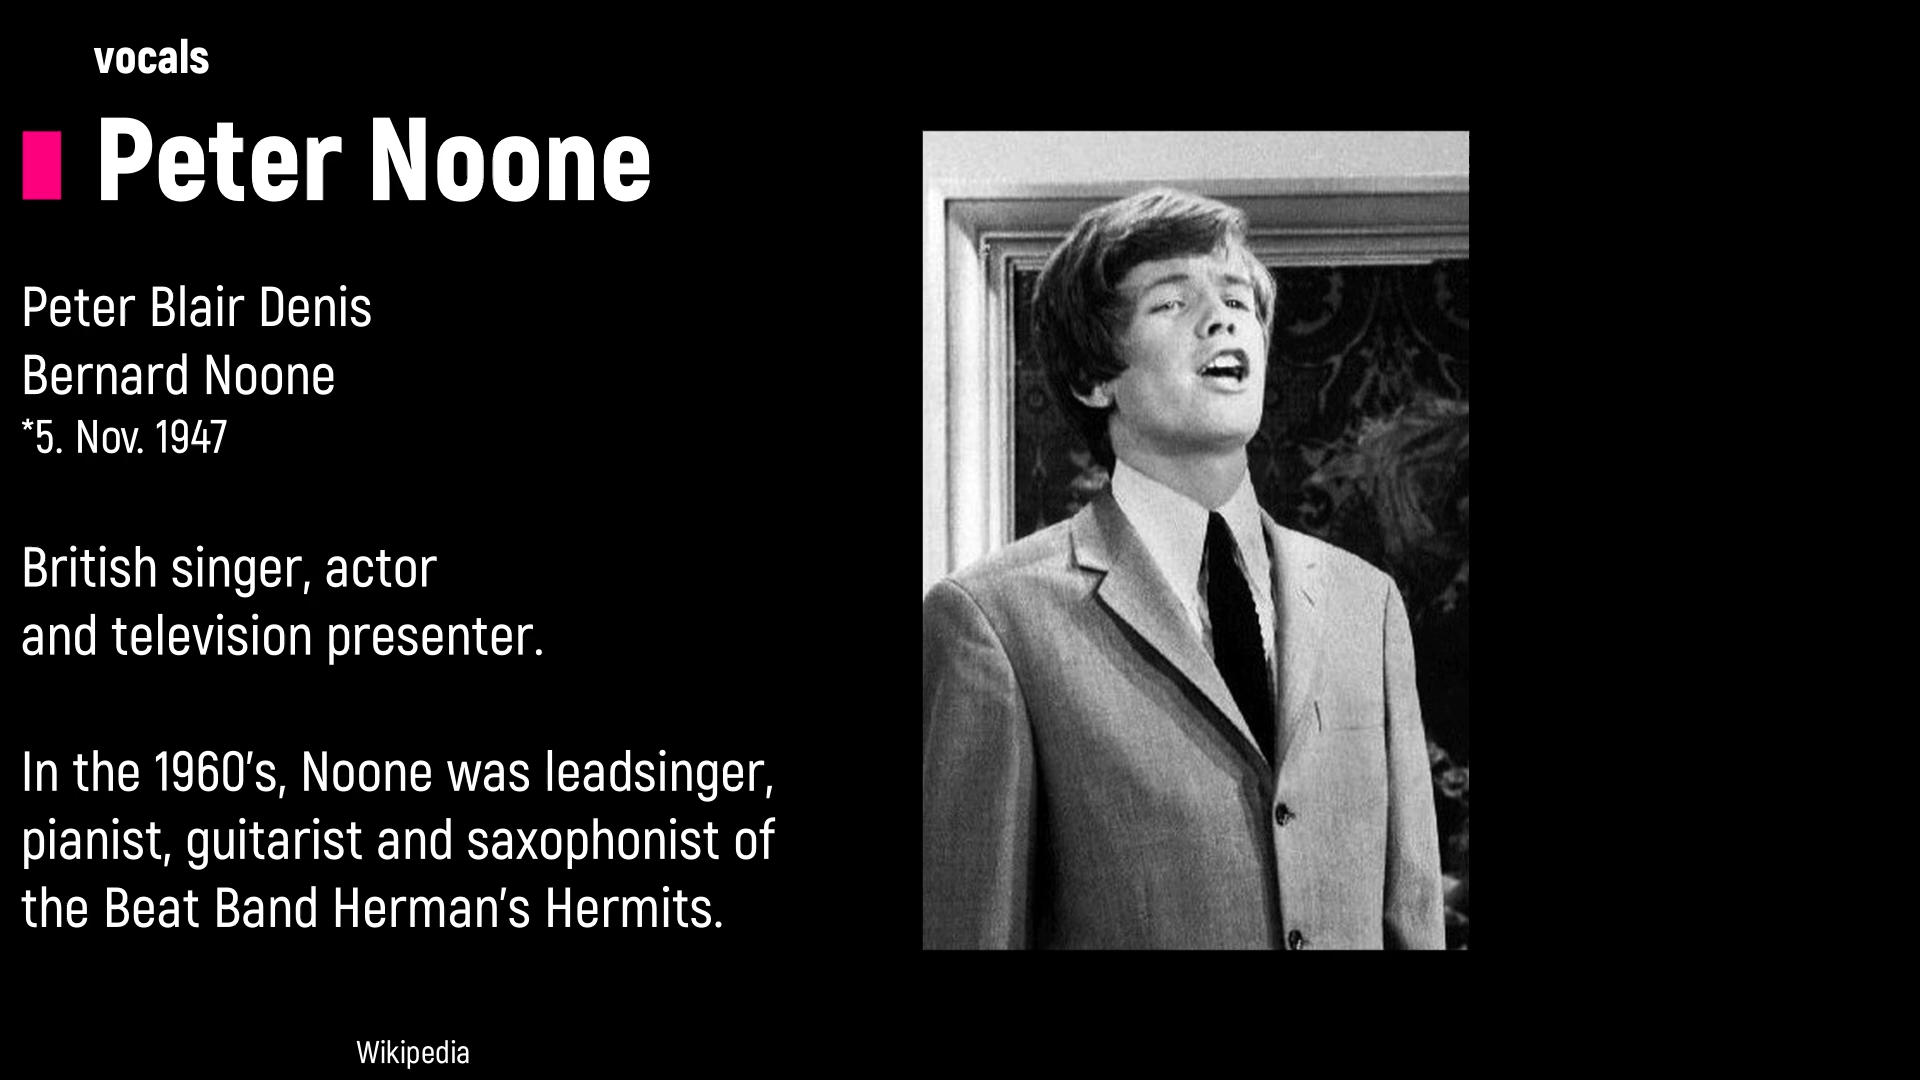 vocals
Peter Noone
Peter Blair Denis
Bernard Noone
*5. Nov. 1947
British singer, actor
and television presenter.
In the 1960's, Noone was leadsinger,
pianist, guitarist and saxophonist of
the Beat Band Herman's Hermits.
Wikipedia